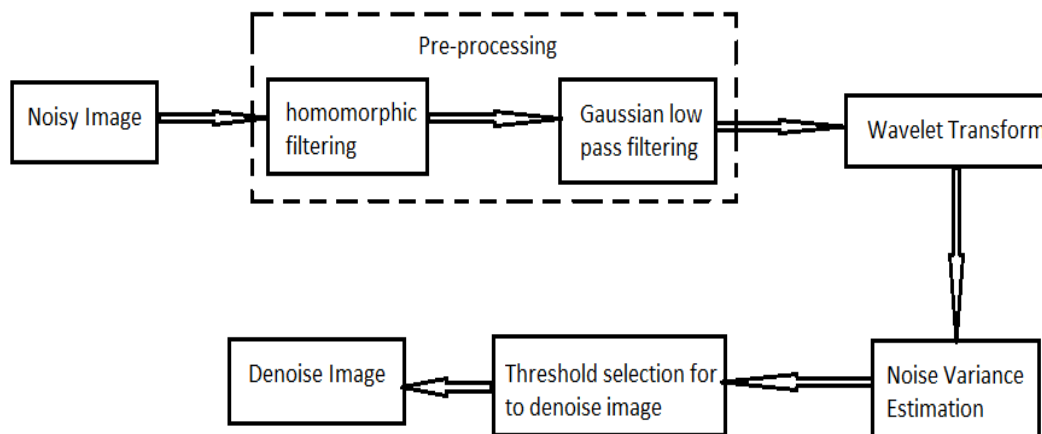 Pre-processing
Noisy Image
homomorphic
filtering
Gaussian low
pass filtering
Wavelet Transform
Noise Variance
Estimation
Threshold selection for
to denoise image
Denoise Image